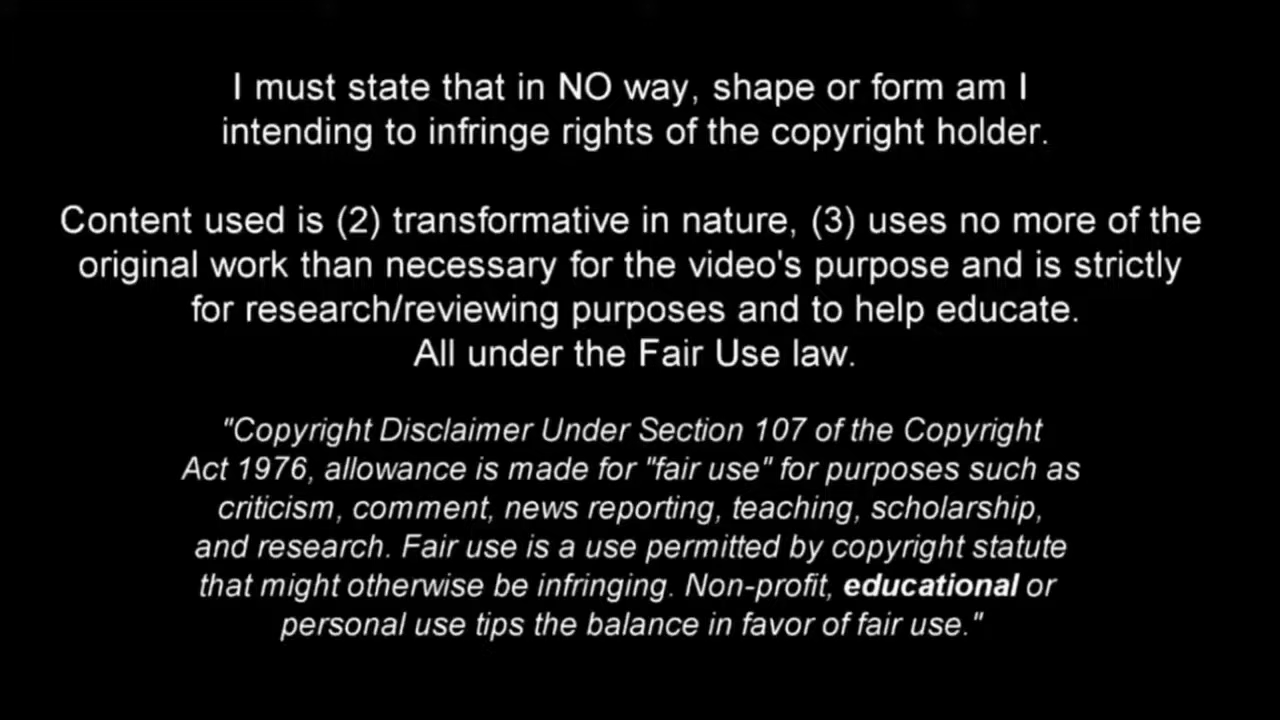 I must state that in NO way, shape or form am I
intending to infringe rights of the copyright holder.
Content used is (2) transformative in nature, (3) uses no more of the
original work than necessary for the video's purpose and is strictly
for research/reviewing purposes and to help educate.
All under the Fair Use law.
"Copyright Disclaimer Under Section 107 of the Copyright
Act 1976, allowance is made for "fair use" for purposes such as
criticism, comment, news reporting, teaching, scholarship,
and research. Fair use is a use permitted by copyright statute
that might otherwise be infringing. Non-profit, educational or
personal use tips the balance in favor of fair use."